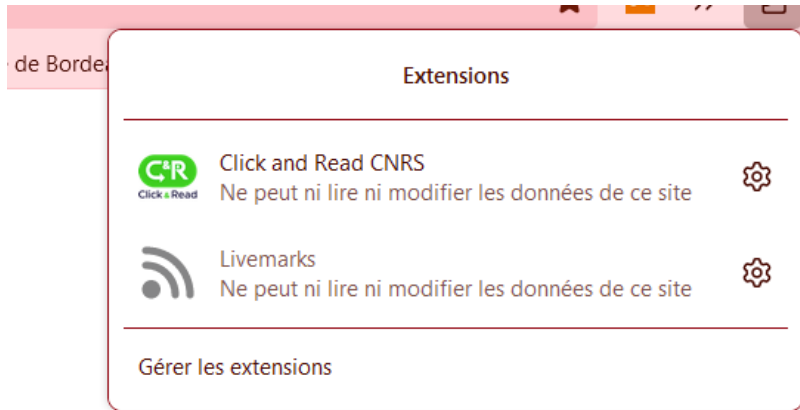 de Bordea
Extensions
C&R
Click & Read
Click and Read CNRS
Ne peut ni lire ni modifier les données de ce site
Livemarks
Ne peut ni lire ni modifier les données de ce site
Gérer les extensions